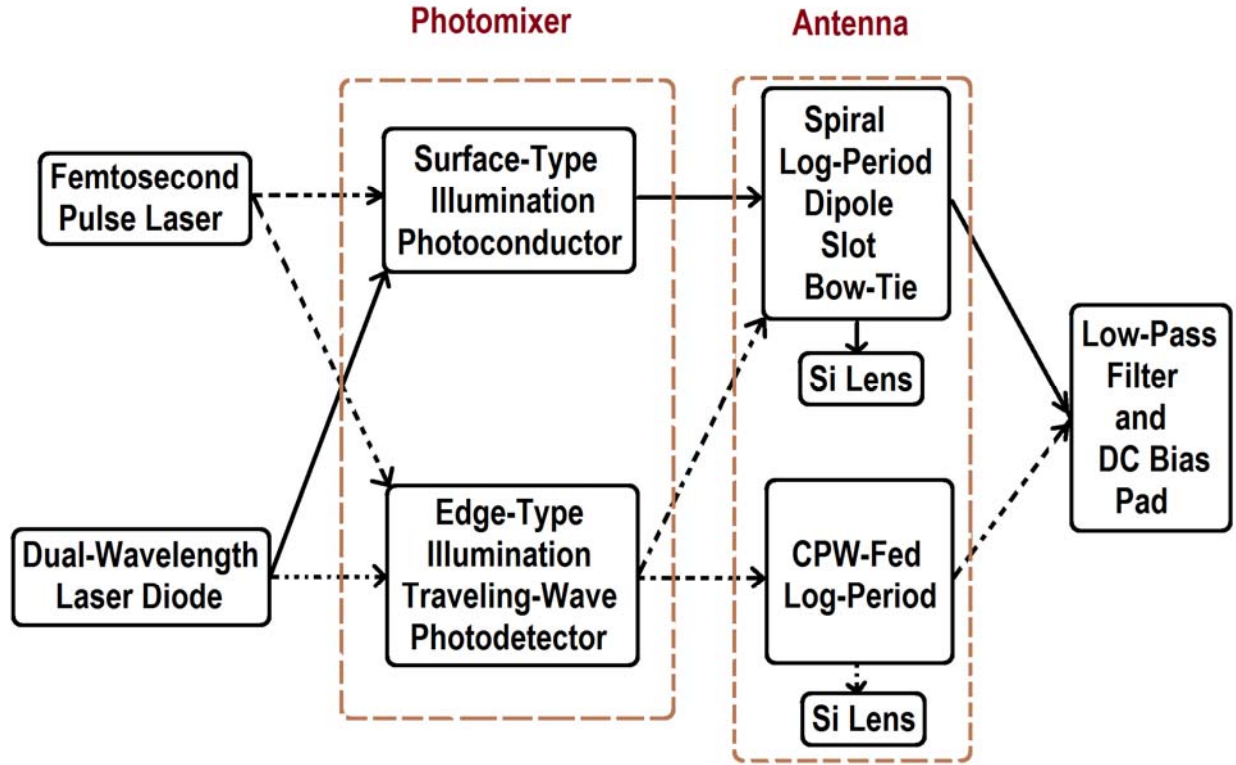 Photomixer
Antenna
Femtosecond
Pulse Laser
Surface-Type
Illumination
Photoconductor
Spiral
Log-Period
Dipole
Slot
Bow-Tie
Si Lens
Low-Pass
Filter
and
DC Bias
Pad
Dual-Wavelength
Laser Diode
Edge-Type
Illumination
Traveling-Wave
Photodetector
CPW-Fed
Log-Period
Si Lens